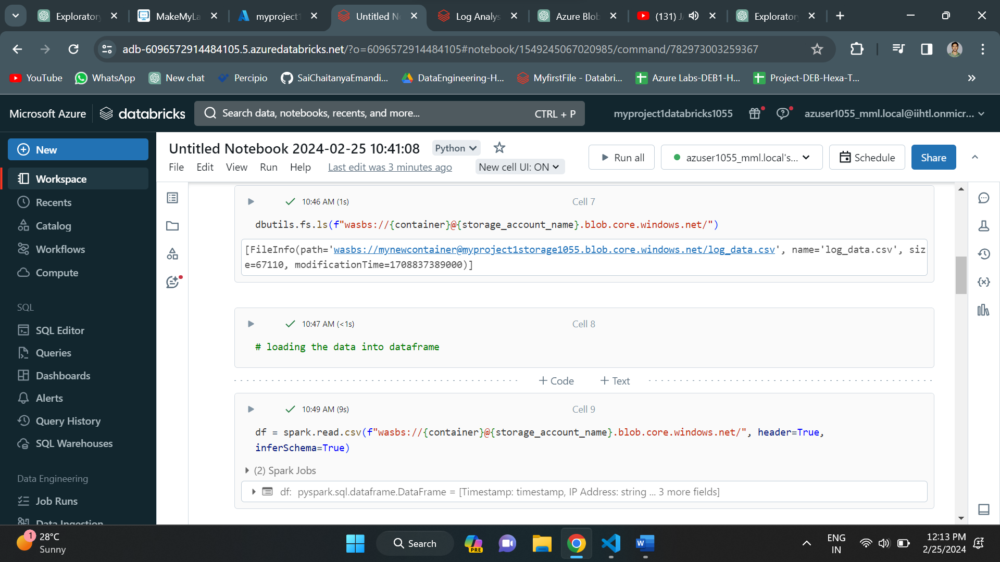 Explorator
MakeMyLa
myproject1
Untitled N
Log Analys
Azure Blob
(131)
Explorator
adb-6096572914484105.5.azuredatabricks.net/?o=6096572914484105#notebook/1549245067020985/command/782973003259367
YouTube
WhatsApp
New chat
Percipio
SaiChaitanyaEmandi...
DataEngineering-H...
MyfirstFile - Databri...
Azure Labs-DEB1-H...
Project-DEB-Hexa-T...
Microsoft Azure
databricks
Search data, notebooks, recents, and more...
CTRL + P
myproject1databricks1055
azuser1055_mml.local@iihtl.onmicr...
New
Workspace
Recents
Catalog
Workflows
Compute
SQL
SQL Editor
Queries
Dashboards
Alerts
Query History
SQL Warehouses
Data Engineering
Job Runs
Data Ingestion
Untitled Notebook 2024-02-25 10:41:08
Python
File Edit View Run Help
Last edit was 3 minutes ago
New cell UI: ON
Run all
azuser1055_mml.local's...
Schedule
Share
10:46 AM (1s)
Cell 7
dbutils.fs.ls(f"wasbs://{container}@{storage_account_name}.blob.core.windows.net/")
[FileInfo(path='wasbs://mynewcontainer@myproject1storage1055.blob.core.windows.net/log_data.csv', name='log_data.csv', siz
e=67110, modificationTime=1708837389000)]
10:47 AM (<1s)
Cell 8
# loading the data into dataframe
+ Code
+ Text
10:49 AM (9s)
Cell 9
df = spark.read.csv(f"wasbs://{container}@{storage_account_name}.blob.core.windows.net/", header=True,
inferSchema=True)
(2) Spark Jobs
df: pyspark.sql.dataframe.DataFrame = [Timestamp: timestamp, IP Address: string ... 3 more fields]
1
28°C
Sunny
Search
PRE
ENG
IN
12:13 PM
2/25/2024